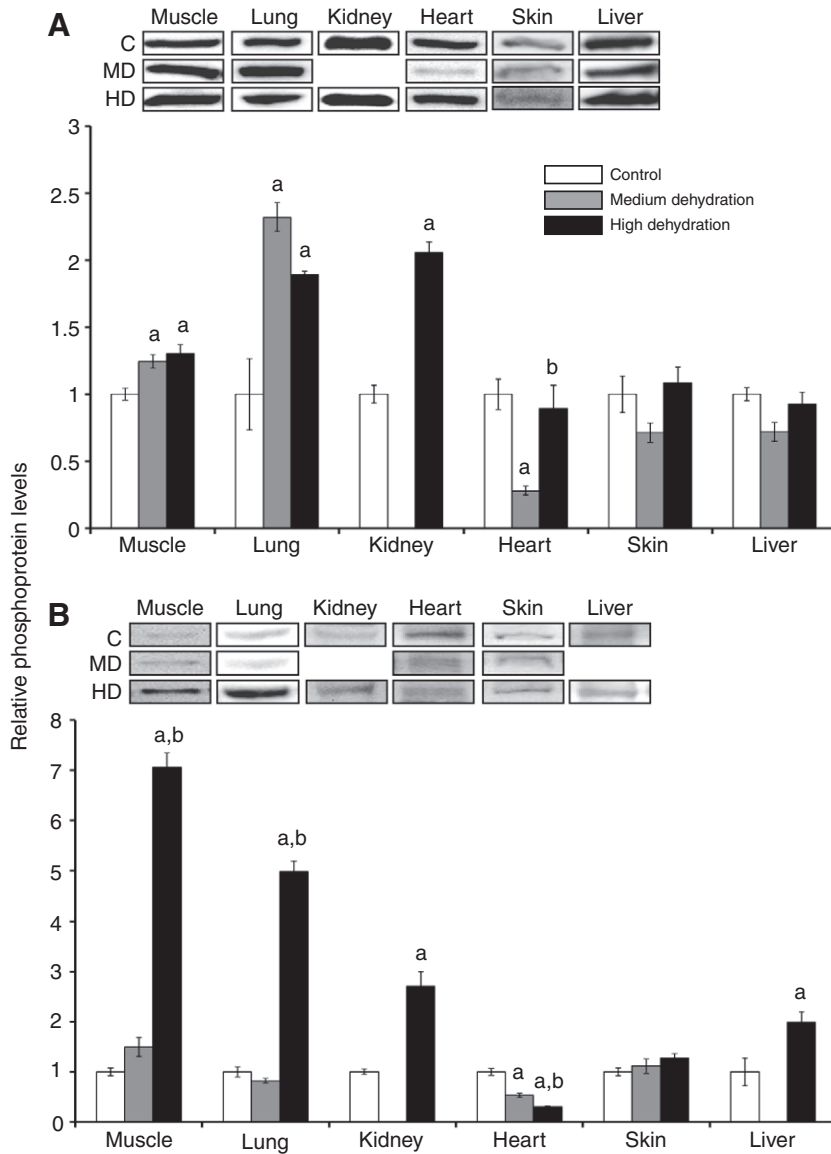 A
Muscle Lung Kidney Heart Skin Liver
C
MD
HD
3
2.5
2
1.5
1
0.5
0
Control
Medium dehydration
High dehydration
a a a a a a b
Muscle Lung Kidney Heart Skin Liver
Relative phosphoprotein levels
B
Muscle Lung Kidney Heart Skin Liver
C
MD
HD
8
7
6
5
4
3
2
1
0
a,b a,b a a a,b a
Muscle Lung Kidney Heart Skin Liver